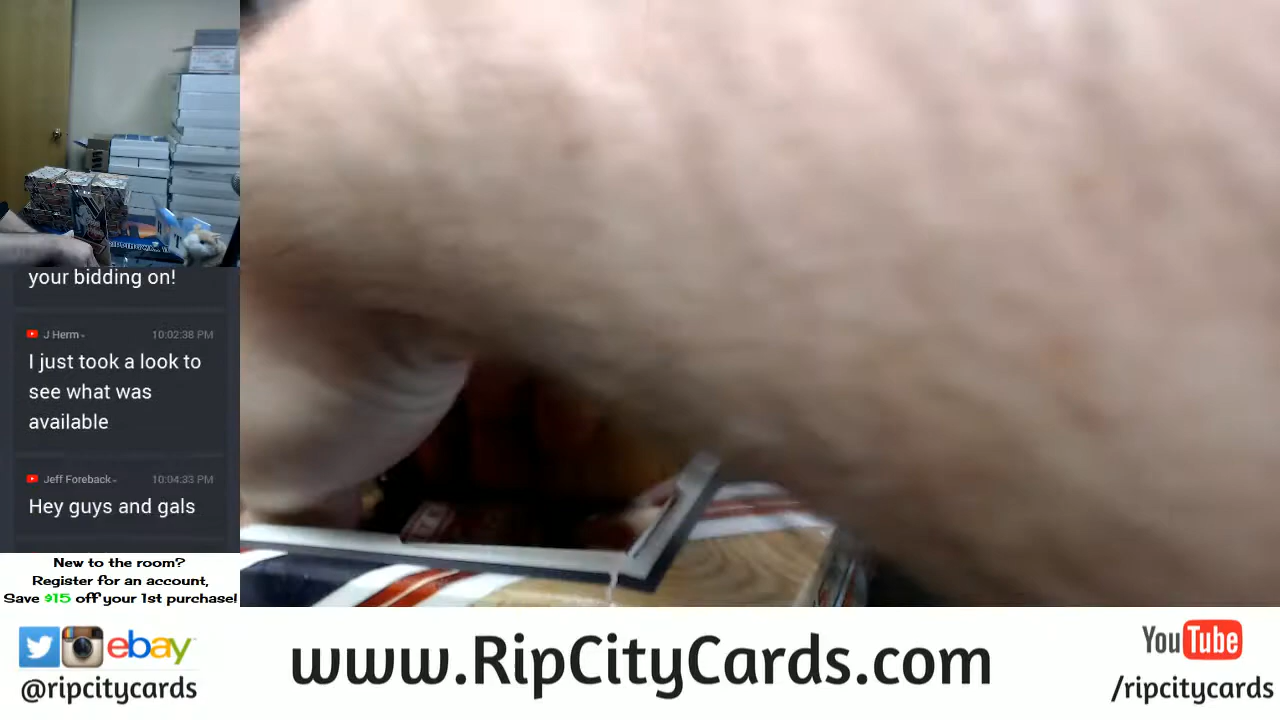 your bidding on!
J Herm
10:02:38 PM
I just took a look to
see what was
available
Jeff Foreback
10:04:33 PM
Hey guys and gals
New to the room?
Register for an account,
Save $15 off your 1st purchase!
ebay
@ripcitycards
www.RipCityCards.com
YouTube
/ripcitycards